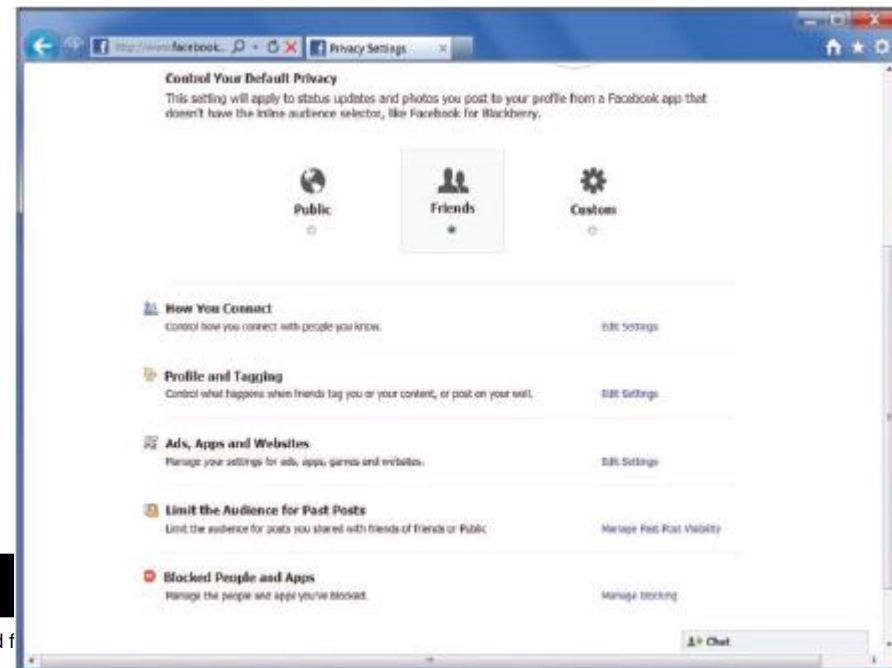 http://www.facebook... Privacy Settings
Control Your Default Privacy
This setting will apply to status updates and photos you post to your profile from a Facebook app that
doesn't have the inline audience selector, like Facebook for Blackberry.
Public Friends Custom
How You Connect
Control how you connect with people you know. Edit Settings
Profile and Tagging
Control what happens when friends tag you or your content, or post on your wall. Edit Settings
Ads, Apps and Websites
Manage your settings for ads, apps, games and websites. Edit Settings
Limit the Audience for Past Posts
Limit the audience for posts you shared with friends of friends or Public Manage Past Post Visibility
Blocked People and Apps
Manage the people and apps you've blocked. Manage Blocking
Chat